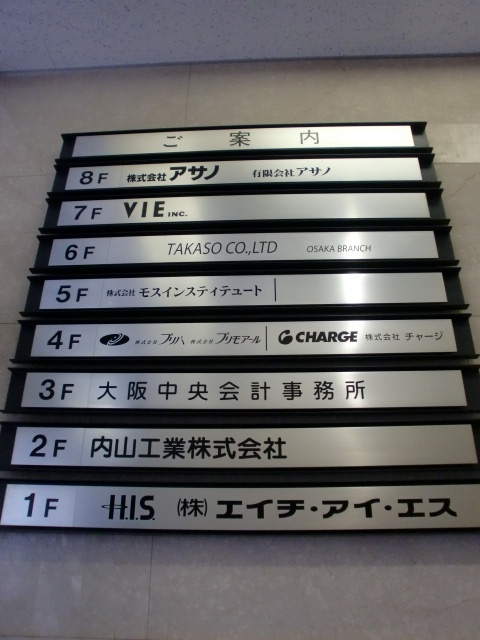 ご案内
8F 株式会社アサノ 有限会社アサノ
7F VIE INC.
6F TAKASO CO.,LTD OSAKA BRANCH
5F 株式会社 モスインスティテュート
4F 株式会社 プリハ 株式会社 プリモアール CHARGE 株式会社 チャージ
3F 大阪中央会計事務所
2F 内山工業株式会社
1F H.I.S. (株)エイチ・アイ・エス